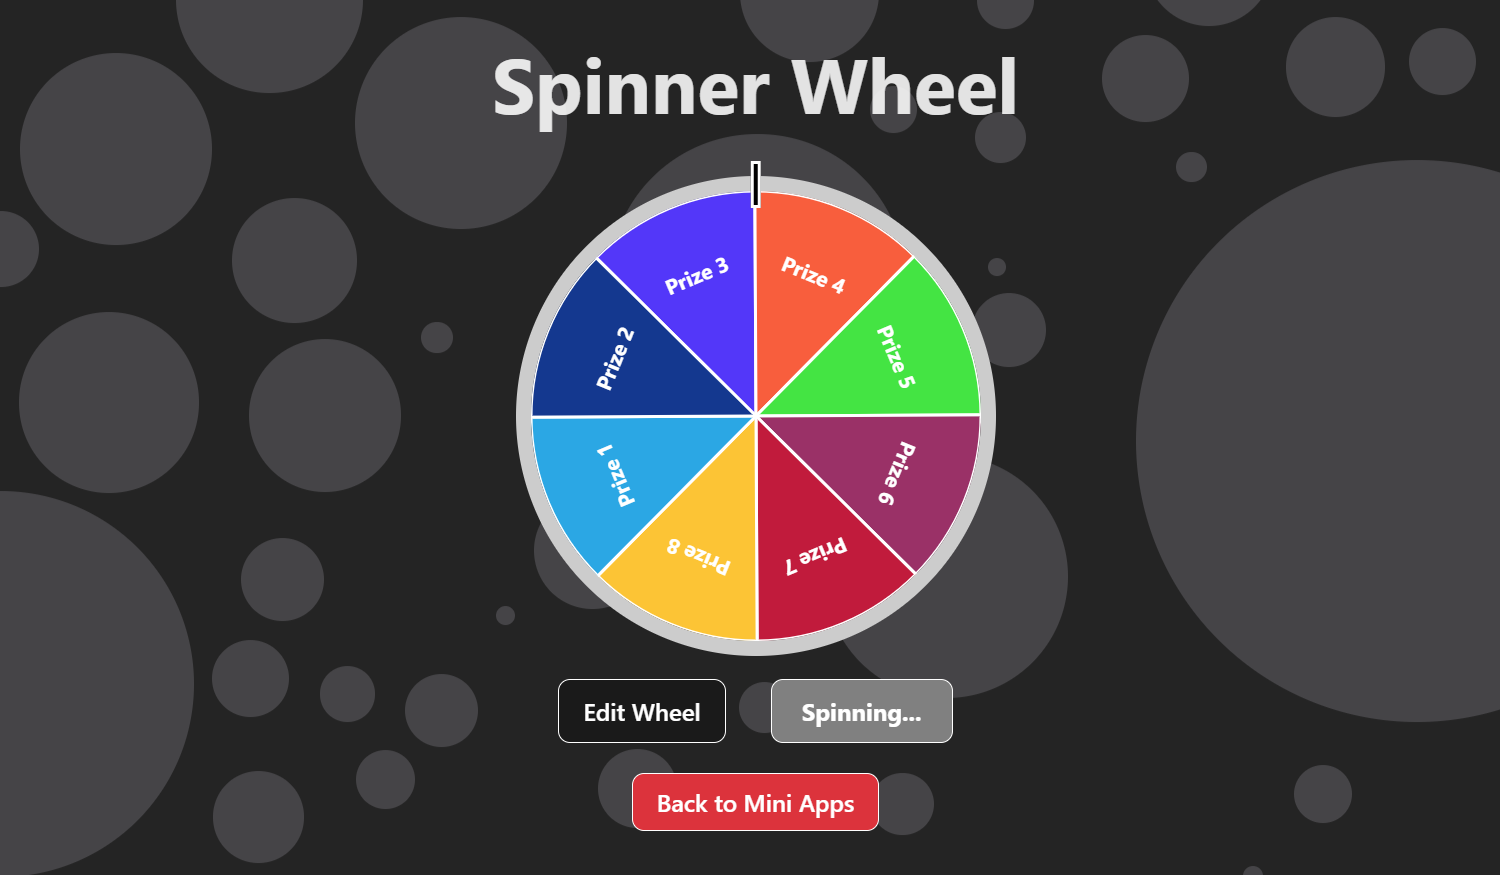 Spinner Wheel
Prize 3
Prize 4
Prize 2
Prize 5
Prize 1
Prize 6
Prize 8
Prize 7
Edit Wheel
Spinning...
Back to Mini Apps